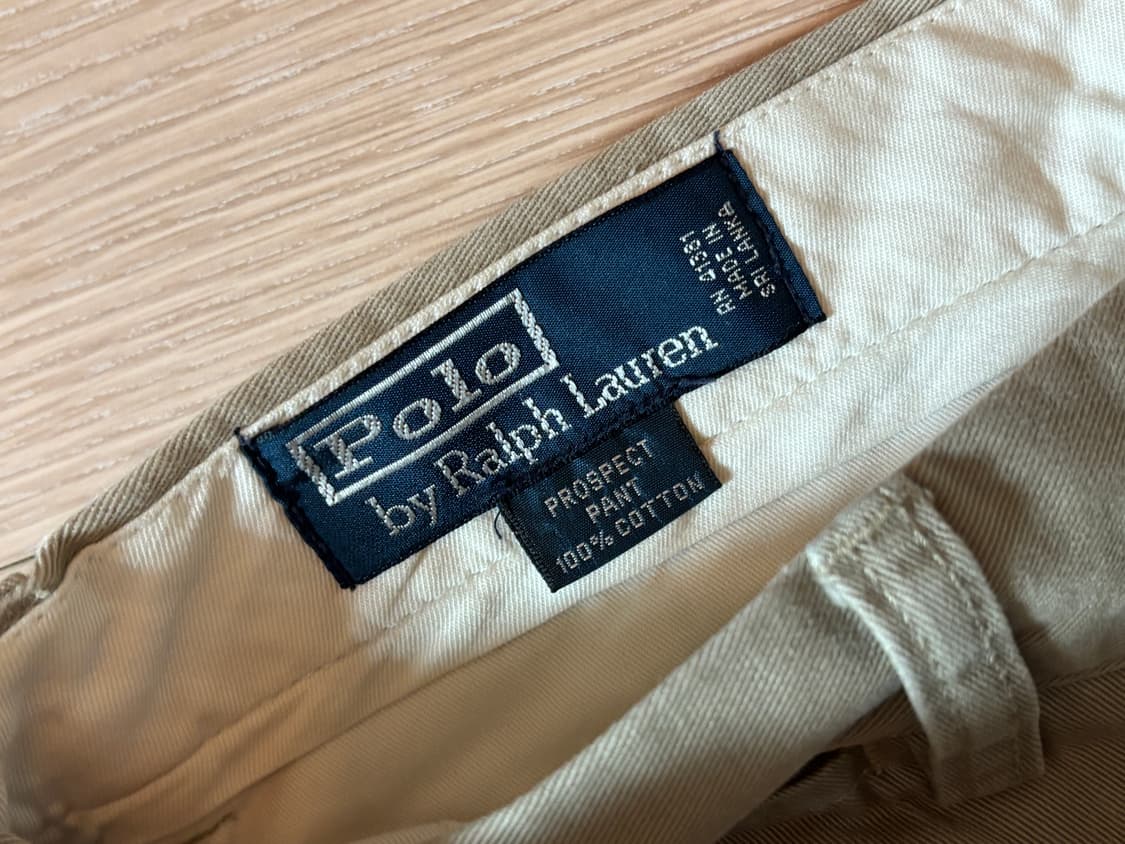 Polo
by Ralph Lauren
RN 41381
MADE IN
SRI LANKA
PROSPECT
PANT
100% COTTON